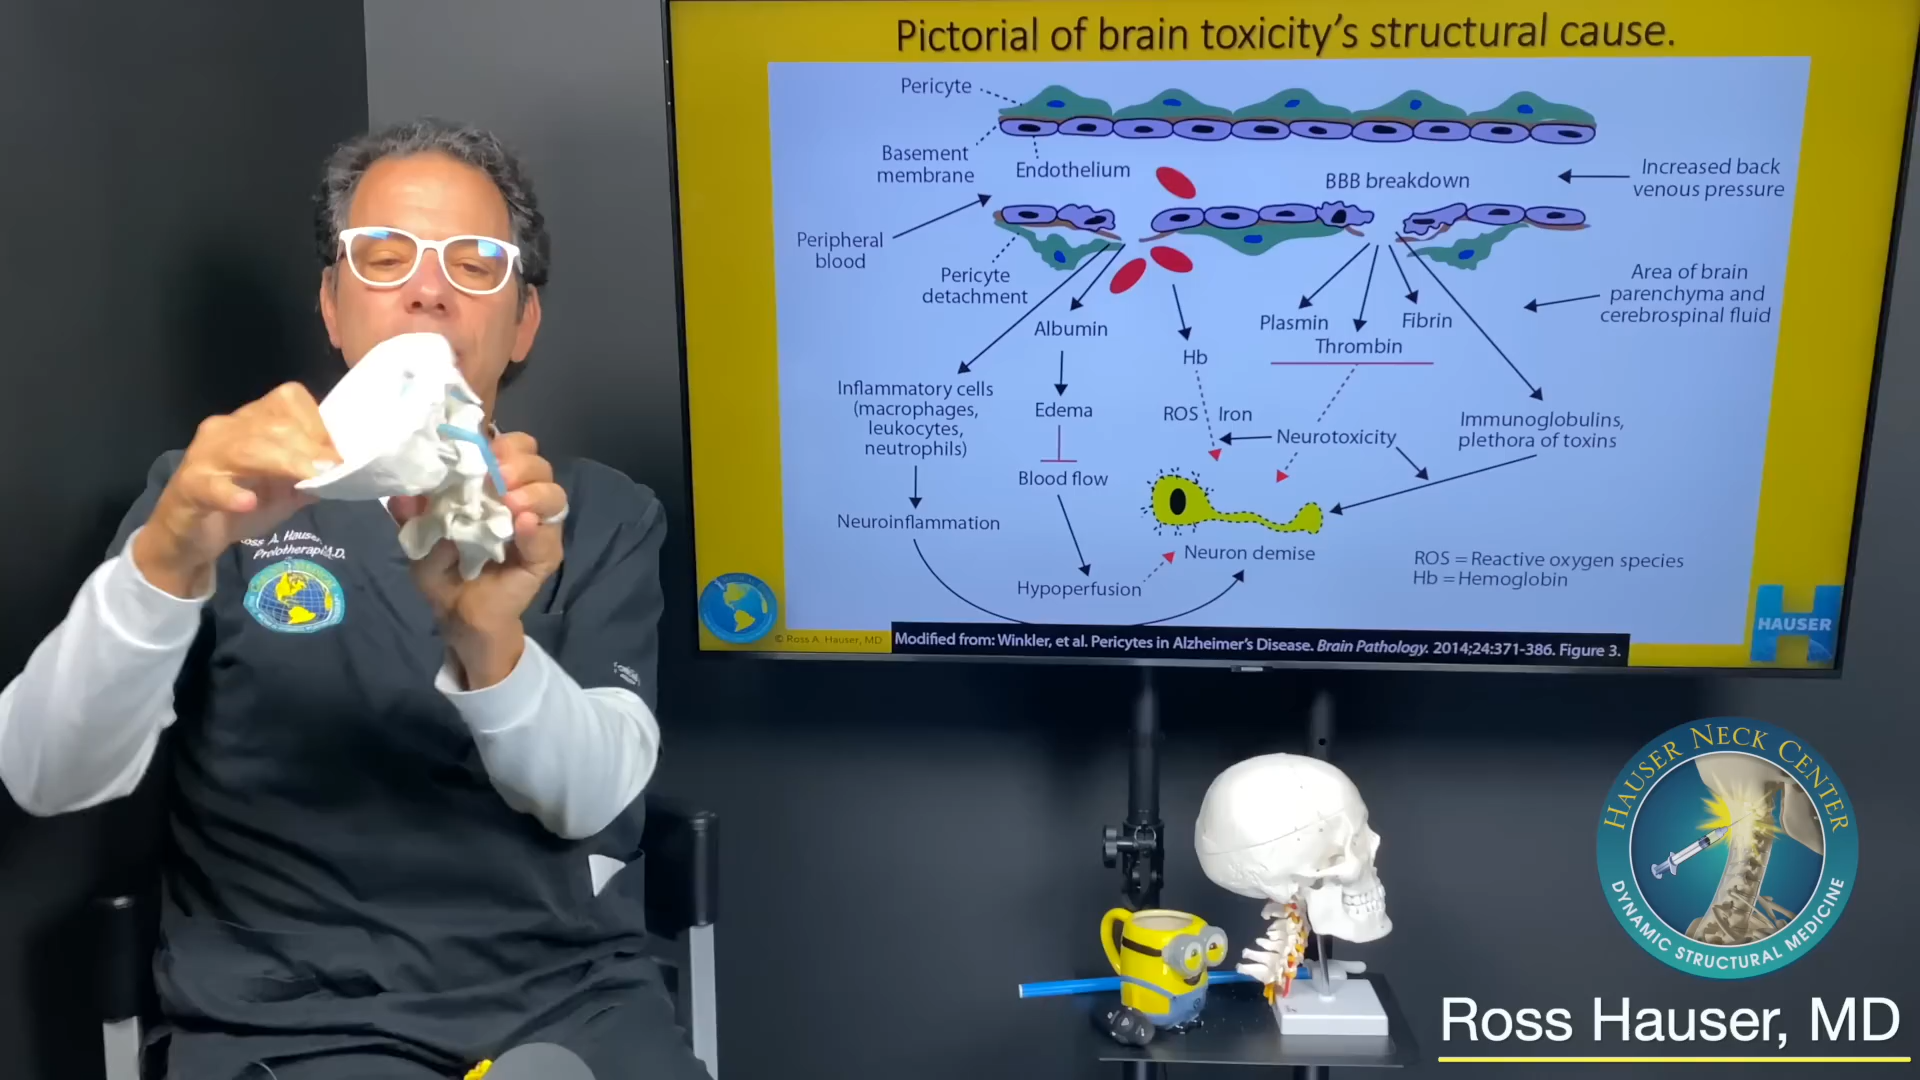 Pictorial of brain toxicity's structural cause.
Pericyte
Basement
membrane
Endothelium
BBB breakdown
Increased back
venous pressure
Peripheral
blood
Pericyte
detachment
Area of brain
parenchyma and
cerebrospinal fluid
Albumin
Plasmin
Fibrin
Thrombin
Hb
Inflammatory cells
(macrophages,
leukocytes,
neutrophils)
Edema
ROS
Iron
Neurotoxicity
Immunoglobulins,
plethora of toxins
Blood flow
Neuroinflammation
Neuron demise
Hypoperfusion
ROS = Reactive oxygen species
Hb = Hemoglobin
HAUSER
© Ross A. Hauser, MD
Modified from: Winkler, et al. Pericytes in Alzheimer's Disease. Brain Pathology. 2014;24:371-386. Figure 3.
oss A. Hauser
Prolotherap
.D.
HAUSER NECK CENTER
DYNAMIC STRUCTURAL MEDICINE
Ross Hauser, MD